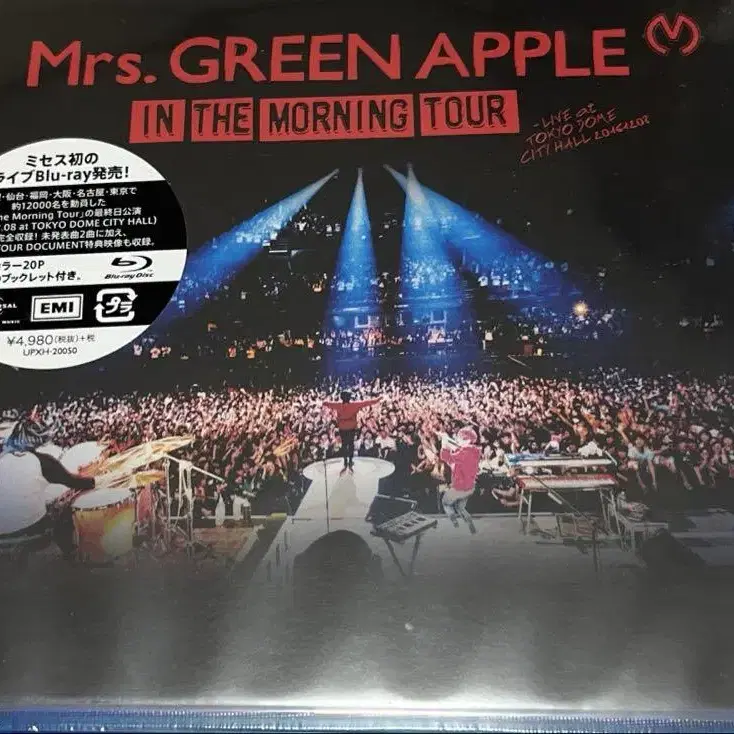 Mrs. GREEN APPLE
IN THE MORNING TOUR
-LIVE at
TOKYO DOME
CITY HALL 20161208
ミセス初の
ライブBlu-ray発売!
・仙台・福岡・大阪・名古屋・東京で
約12000名を動員した
he Morning Tour」の最終日公演
.08 at TOKYO DOME CITY HALL)
完全収録! 未発表曲2曲に加え、
TOUR DOCUMENT特典映像も収録。
ラー20P
ブックレット付き。
Blu-ray Disc
SAL
MUSIC
EMI
¥4,980(税抜)+税
UPXH-20050